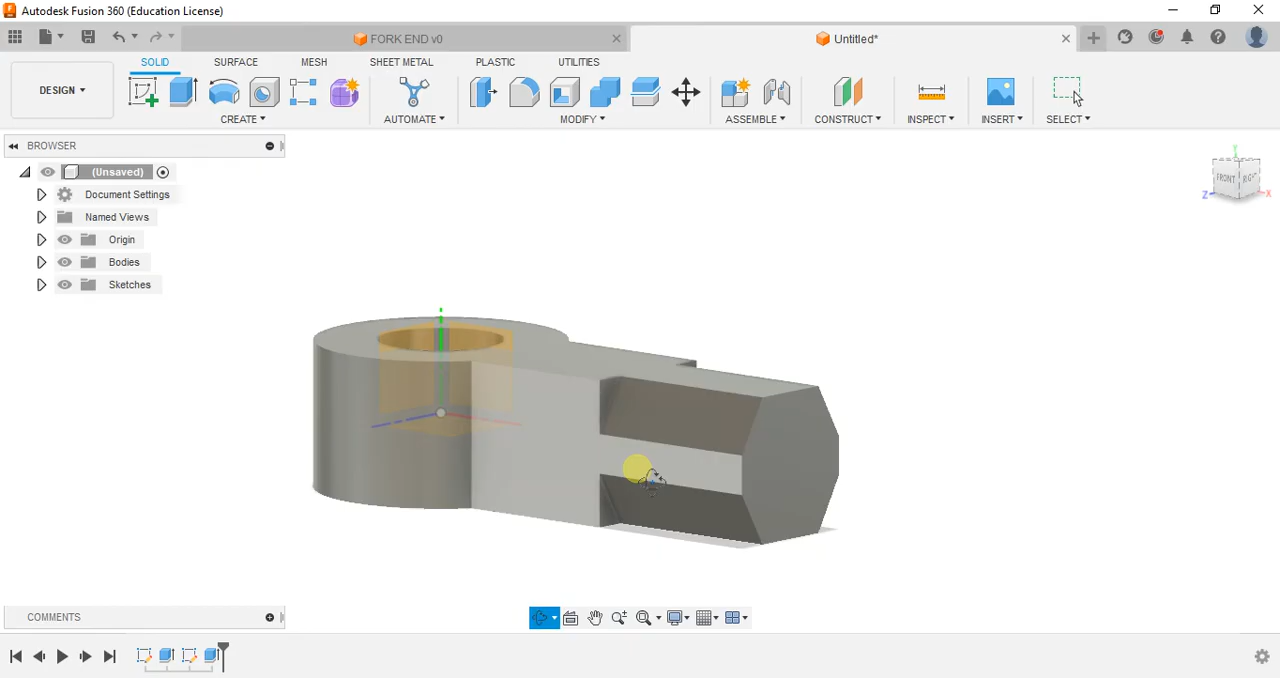 Autodesk Fusion 360 (Education License)
FORK END v0
Untitled*
DESIGN
SOLID
SURFACE
MESH
SHEET METAL
PLASTIC
UTILITIES
CREATE
AUTOMATE
MODIFY
ASSEMBLE
CONSTRUCT
INSPECT
INSERT
SELECT
BROWSER
(Unsaved)
Document Settings
Named Views
Origin
Bodies
Sketches
Y
FRONT
RIGHT
Z
X
COMMENTS